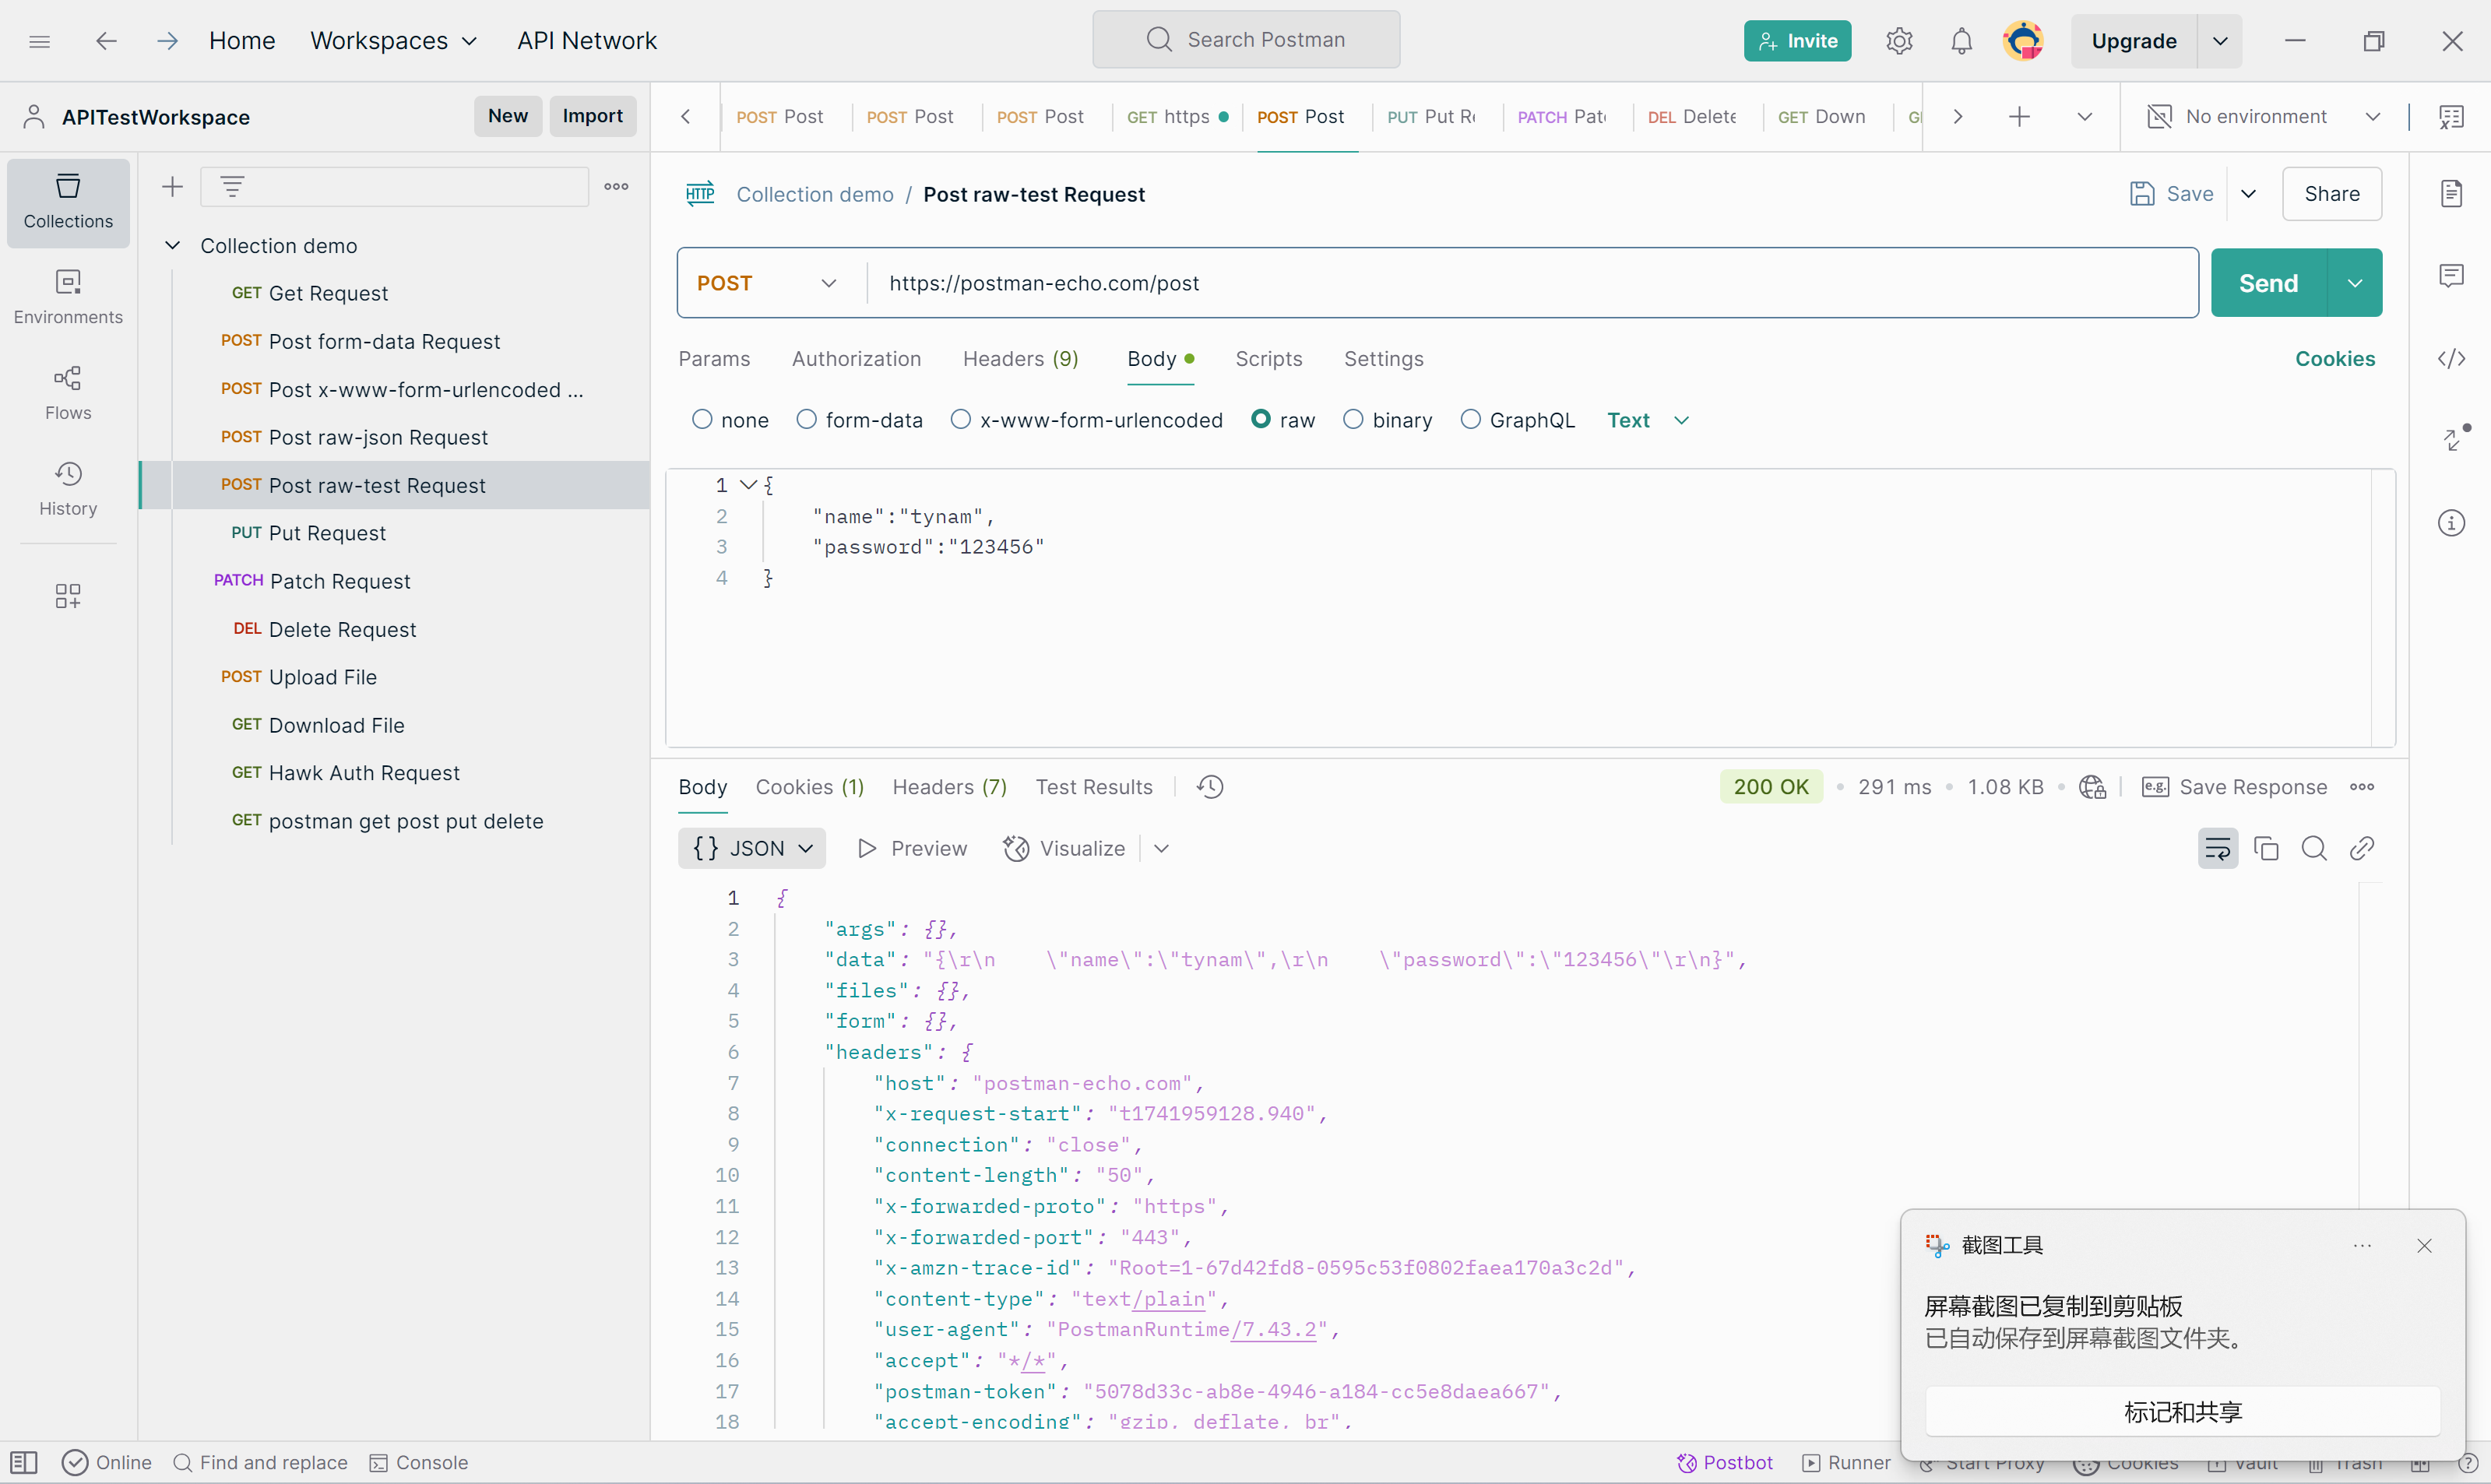 Home Workspaces API Network Search Postman Invite Upgrade
APITestWorkspace New Import POST Post POST Post POST Post GET https POST Post PUT Put Re PATCH Pat DEL Delete GET Down No environment
Collections
Environments
Flows
History
Collection demo
GET Get Request
POST Post form-data Request
POST Post x-www-form-urlencoded ...
POST Post raw-json Request
POST Post raw-test Request
PUT Put Request
PATCH Patch Request
DEL Delete Request
POST Upload File
GET Download File
GET Hawk Auth Request
GET postman get post put delete
HTTP Collection demo / Post raw-test Request Save Share
POST https://postman-echo.com/post Send
Params Authorization Headers (9) Body Scripts Settings Cookies
none form-data x-www-form-urlencoded raw binary GraphQL Text
1 {
2 "name":"tynam",
3 "password":"123456"
4 }
Body Cookies (1) Headers (7) Test Results 200 OK • 291 ms • 1.08 KB • e.g. Save Response
{} JSON Preview Visualize
1 {
2 "args": {},
3 "data": "{\r\n    \"name\":\"tynam\",\r\n    \"password\":\"123456\"\r\n}",
4 "files": {},
5 "form": {},
6 "headers": {
7 "host": "postman-echo.com",
8 "x-request-start": "t1741959128.940",
9 "connection": "close",
10 "content-length": "50",
11 "x-forwarded-proto": "https",
12 "x-forwarded-port": "443",
13 "x-amzn-trace-id": "Root=1-67d42fd8-0595c53f0802faea170a3c2d",
14 "content-type": "text/plain",
15 "user-agent": "PostmanRuntime/7.43.2",
16 "accept": "*/*",
17 "postman-token": "5078d33c-ab8e-4946-a184-cc5e8daea667",
18 "accept-encoding": "gzip, deflate, br",
截图工具
屏幕截图已复制到剪贴板
已自动保存到屏幕截图文件夹。
标记和共享
Online Find and replace Console Postbot Runner Start Proxy Cookies Vault Trash